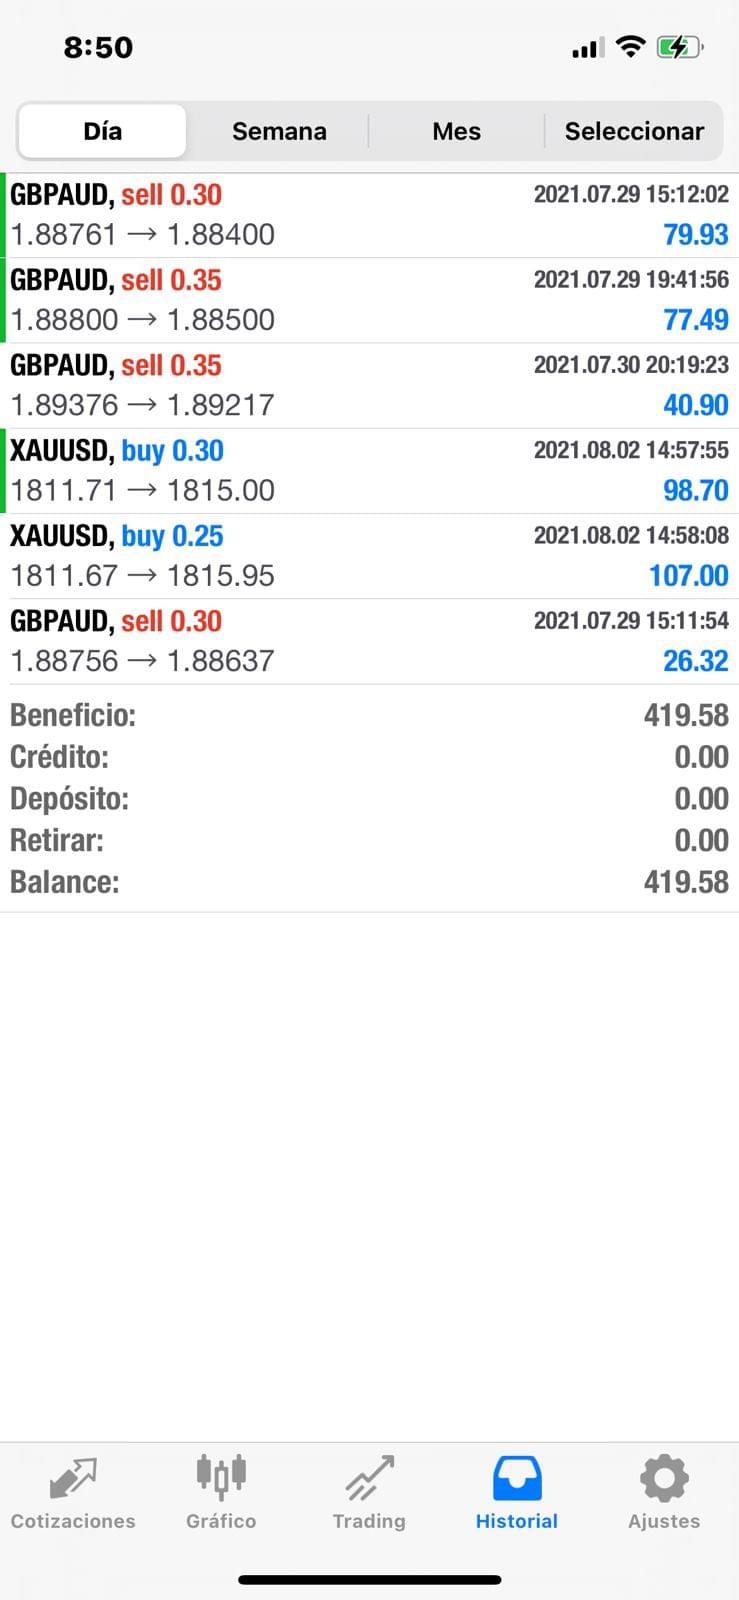 8:50
Día Semana Mes Seleccionar
GBPAUD, sell 0.30 2021.07.29 15:12:02
1.88761 → 1.88400 79.93
GBPAUD, sell 0.35 2021.07.29 19:41:56
1.88800 → 1.88500 77.49
GBPAUD, sell 0.35 2021.07.30 20:19:23
1.89376 → 1.89217 40.90
XAUUSD, buy 0.30 2021.08.02 14:57:55
1811.71 → 1815.00 98.70
XAUUSD, buy 0.25 2021.08.02 14:58:08
1811.67 → 1815.95 107.00
GBPAUD, sell 0.30 2021.07.29 15:11:54
1.88756 → 1.88637 26.32
Beneficio: 419.58
Crédito: 0.00
Depósito: 0.00
Retirar: 0.00
Balance: 419.58
Cotizaciones Gráfico Trading Historial Ajustes